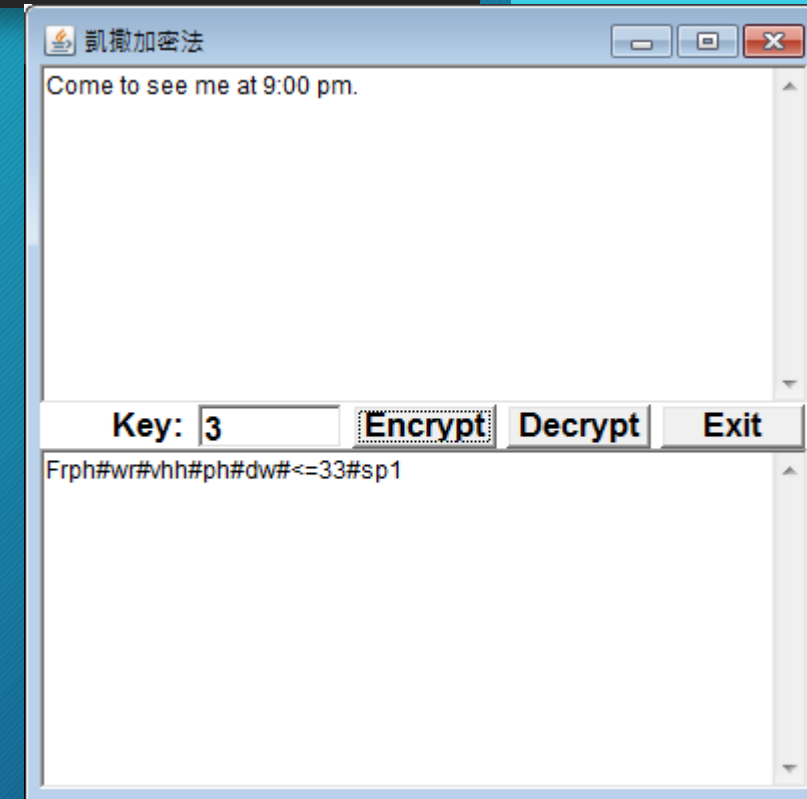 凱撒加密法
Come to see me at 9:00 pm.
Key: 3 Encrypt Decrypt Exit
Frph#wr#vhh#ph#dw#<=33#sp1